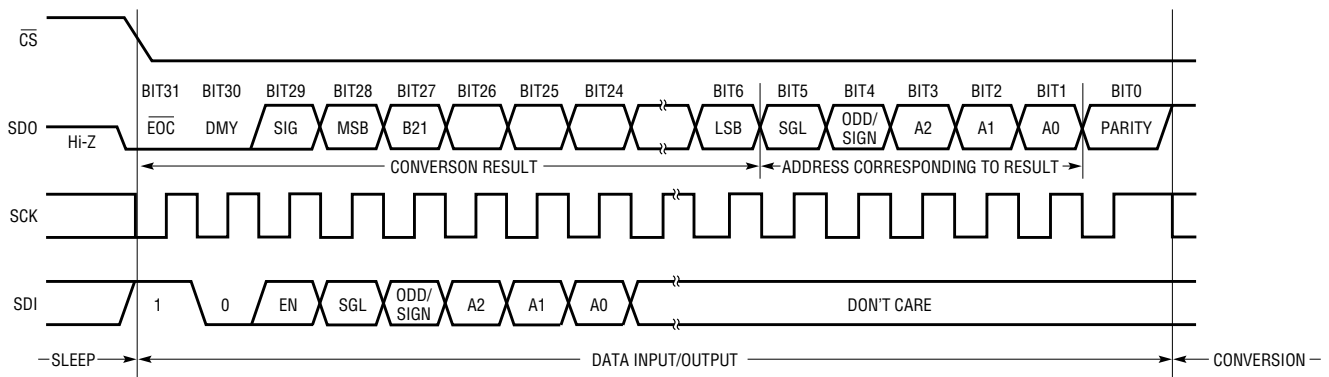 CS
BIT31 BIT30 BIT29 BIT28 BIT27 BIT26 BIT25 BIT24 BIT6 BIT5 BIT4 BIT3 BIT2 BIT1 BIT0
SDO Hi-Z EOC DMY SIG MSB B21 LSB SGL ODD/SIGN A2 A1 A0 PARITY
CONVERSON RESULT ADDRESS CORRESPONDING TO RESULT
SCK
SDI 1 0 EN SGL ODD/SIGN A2 A1 A0 DON'T CARE
SLEEP DATA INPUT/OUTPUT CONVERSION